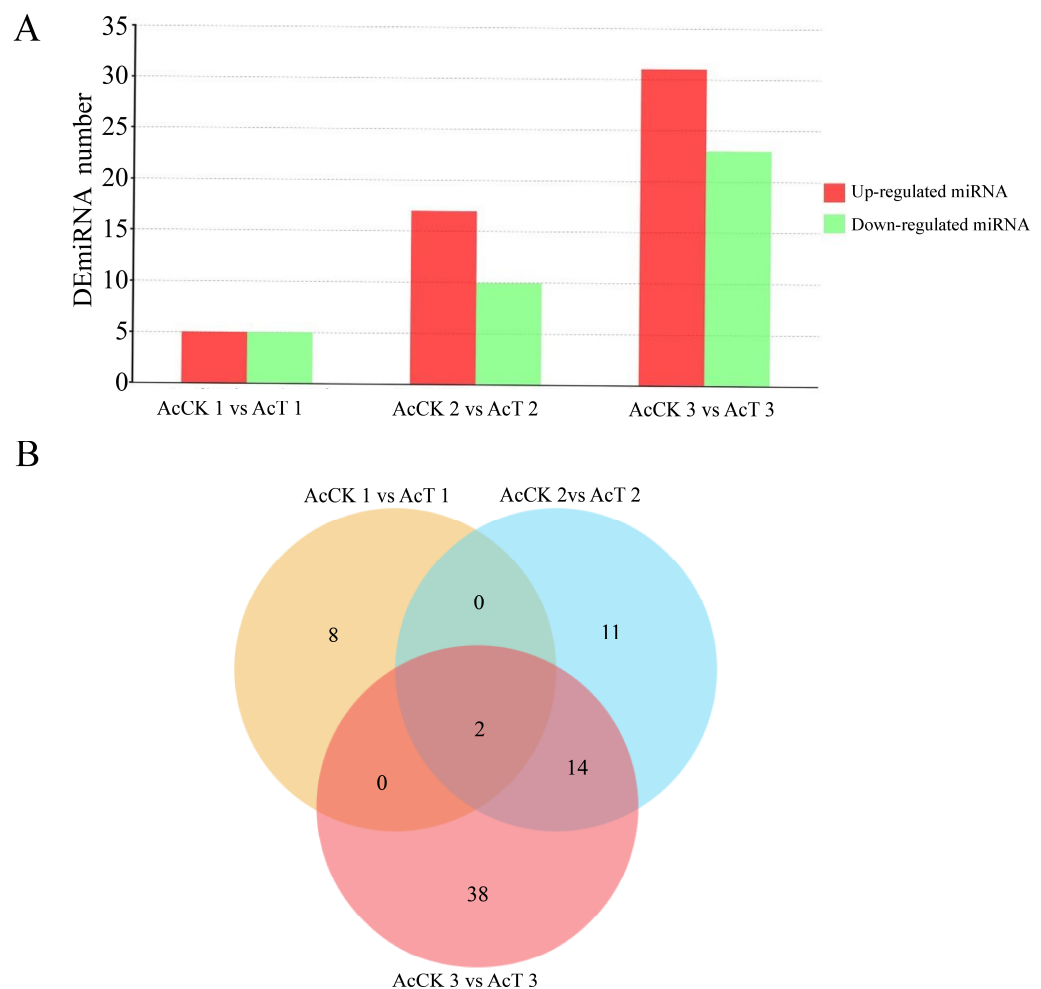 A
35
30
25
20
15
10
5
0
DEmiRNA number
AcCK 1 vs AcT 1
AcCK 2 vs AcT 2
AcCK 3 vs AcT 3
Up-regulated miRNA
Down-regulated miRNA
B
AcCK 1 vs AcT 1
AcCK 2vs AcT 2
0
8
11
2
14
0
38
AcCK 3 vs AcT 3